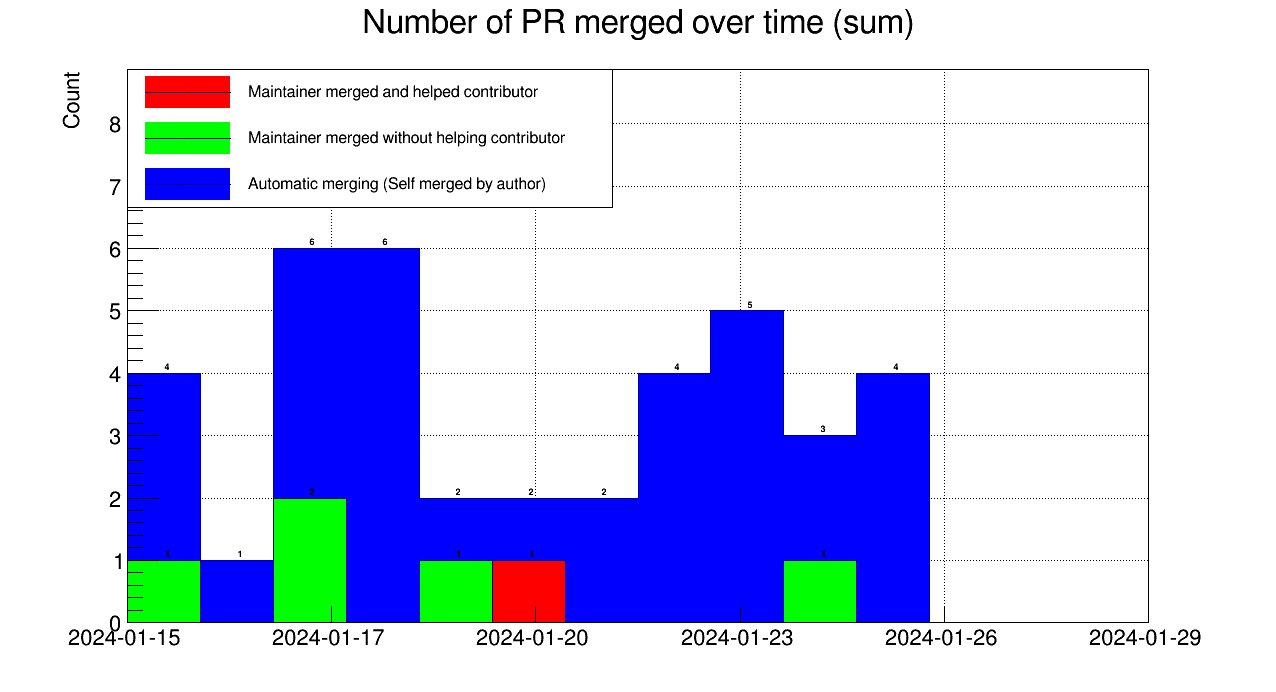 Number of PR merged over time (sum)
Count
Maintainer merged and helped contributor
Maintainer merged without helping contributor
Automatic merging (Self merged by author)
8
7
6
5
4
3
2
1
0
6 6
5
4 4 4
3
2 2 2 2
1 1 1 1 1
2024-01-15 2024-01-17 2024-01-20 2024-01-23 2024-01-26 2024-01-29